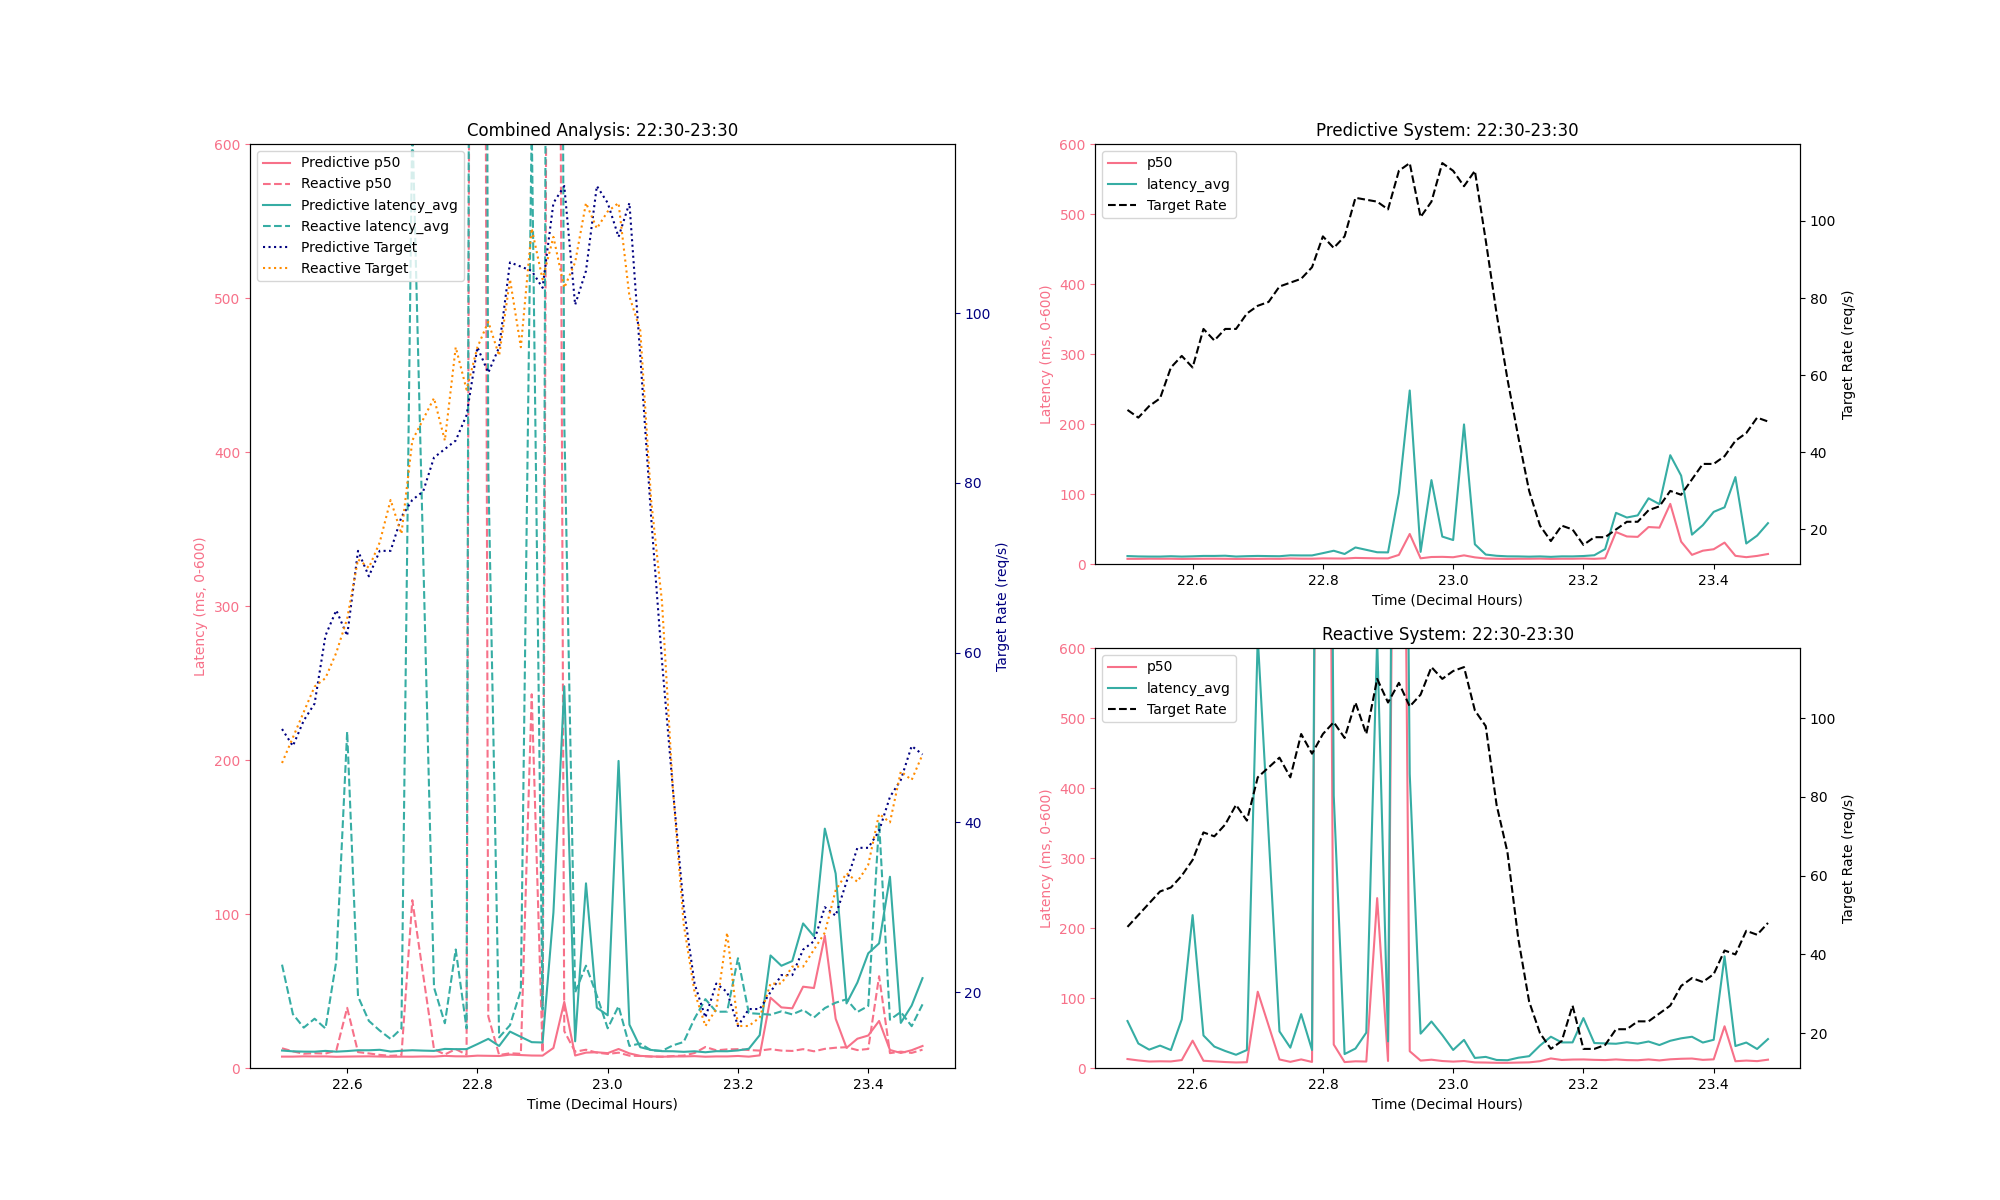 Combined Analysis: 22:30-23:30
600
500
400
300
200
100
0
Latency (ms, 0-600)
Predictive p50
Reactive p50
Predictive latency_avg
Reactive latency_avg
Predictive Target
Reactive Target
100
80
60
40
20
Target Rate (req/s)
22.6 22.8 23.0 23.2 23.4
Time (Decimal Hours)
Predictive System: 22:30-23:30
600
500
400
300
200
100
0
Latency (ms, 0-600)
p50
latency_avg
Target Rate
100
80
60
40
20
Target Rate (req/s)
22.6 22.8 23.0 23.2 23.4
Time (Decimal Hours)
Reactive System: 22:30-23:30
600
500
400
300
200
100
0
Latency (ms, 0-600)
p50
latency_avg
Target Rate
100
80
60
40
20
Target Rate (req/s)
22.6 22.8 23.0 23.2 23.4
Time (Decimal Hours)